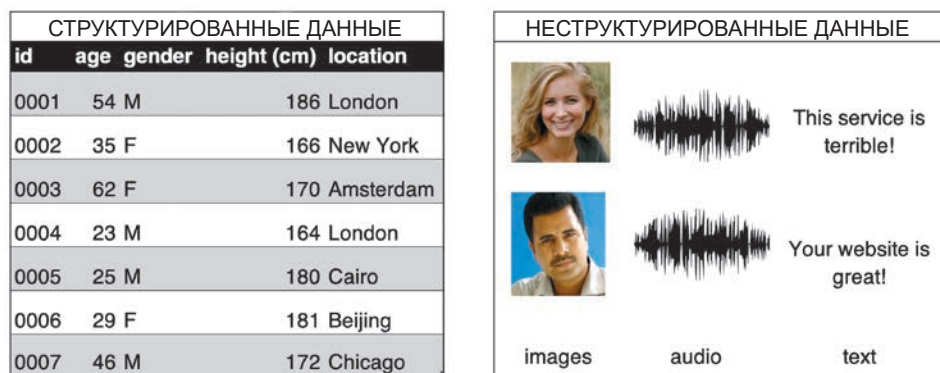 СТРУКТУРИРОВАННЫЕ ДАННЫЕ
id age gender height (cm) location
0001 54 M 186 London
0002 35 F 166 New York
0003 62 F 170 Amsterdam
0004 23 M 164 London
0005 25 M 180 Cairo
0006 29 F 181 Beijing
0007 46 M 172 Chicago
НЕСТРУКТУРИРОВАННЫЕ ДАННЫЕ
This service is
terrible!
Your website is
great!
images audio text